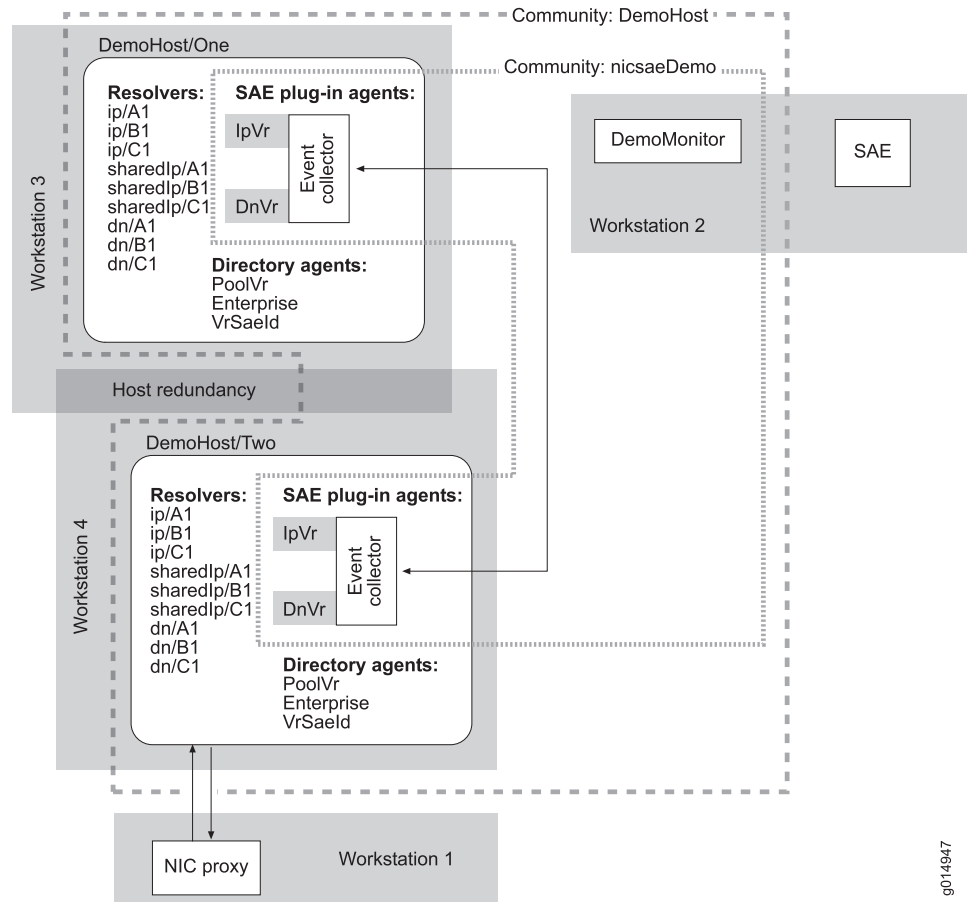 Community: DemoHost
DemoHost/One
Community: nicsaeDemo
Resolvers:
ip/A1
ip/B1
ip/C1
sharedIp/A1
sharedIp/B1
sharedIp/C1
dn/A1
dn/B1
dn/C1
SAE plug-in agents:
IpVr
DnVr
Event
collector
Directory agents:
PoolVr
Enterprise
VrSaeId
Workstation 3
DemoMonitor
SAE
Workstation 2
Host redundancy
DemoHost/Two
Resolvers:
ip/A1
ip/B1
ip/C1
sharedIp/A1
sharedIp/B1
sharedIp/C1
dn/A1
dn/B1
dn/C1
SAE plug-in agents:
IpVr
DnVr
Event
collector
Directory agents:
PoolVr
Enterprise
VrSaeId
Workstation 4
NIC proxy
Workstation 1
g014947